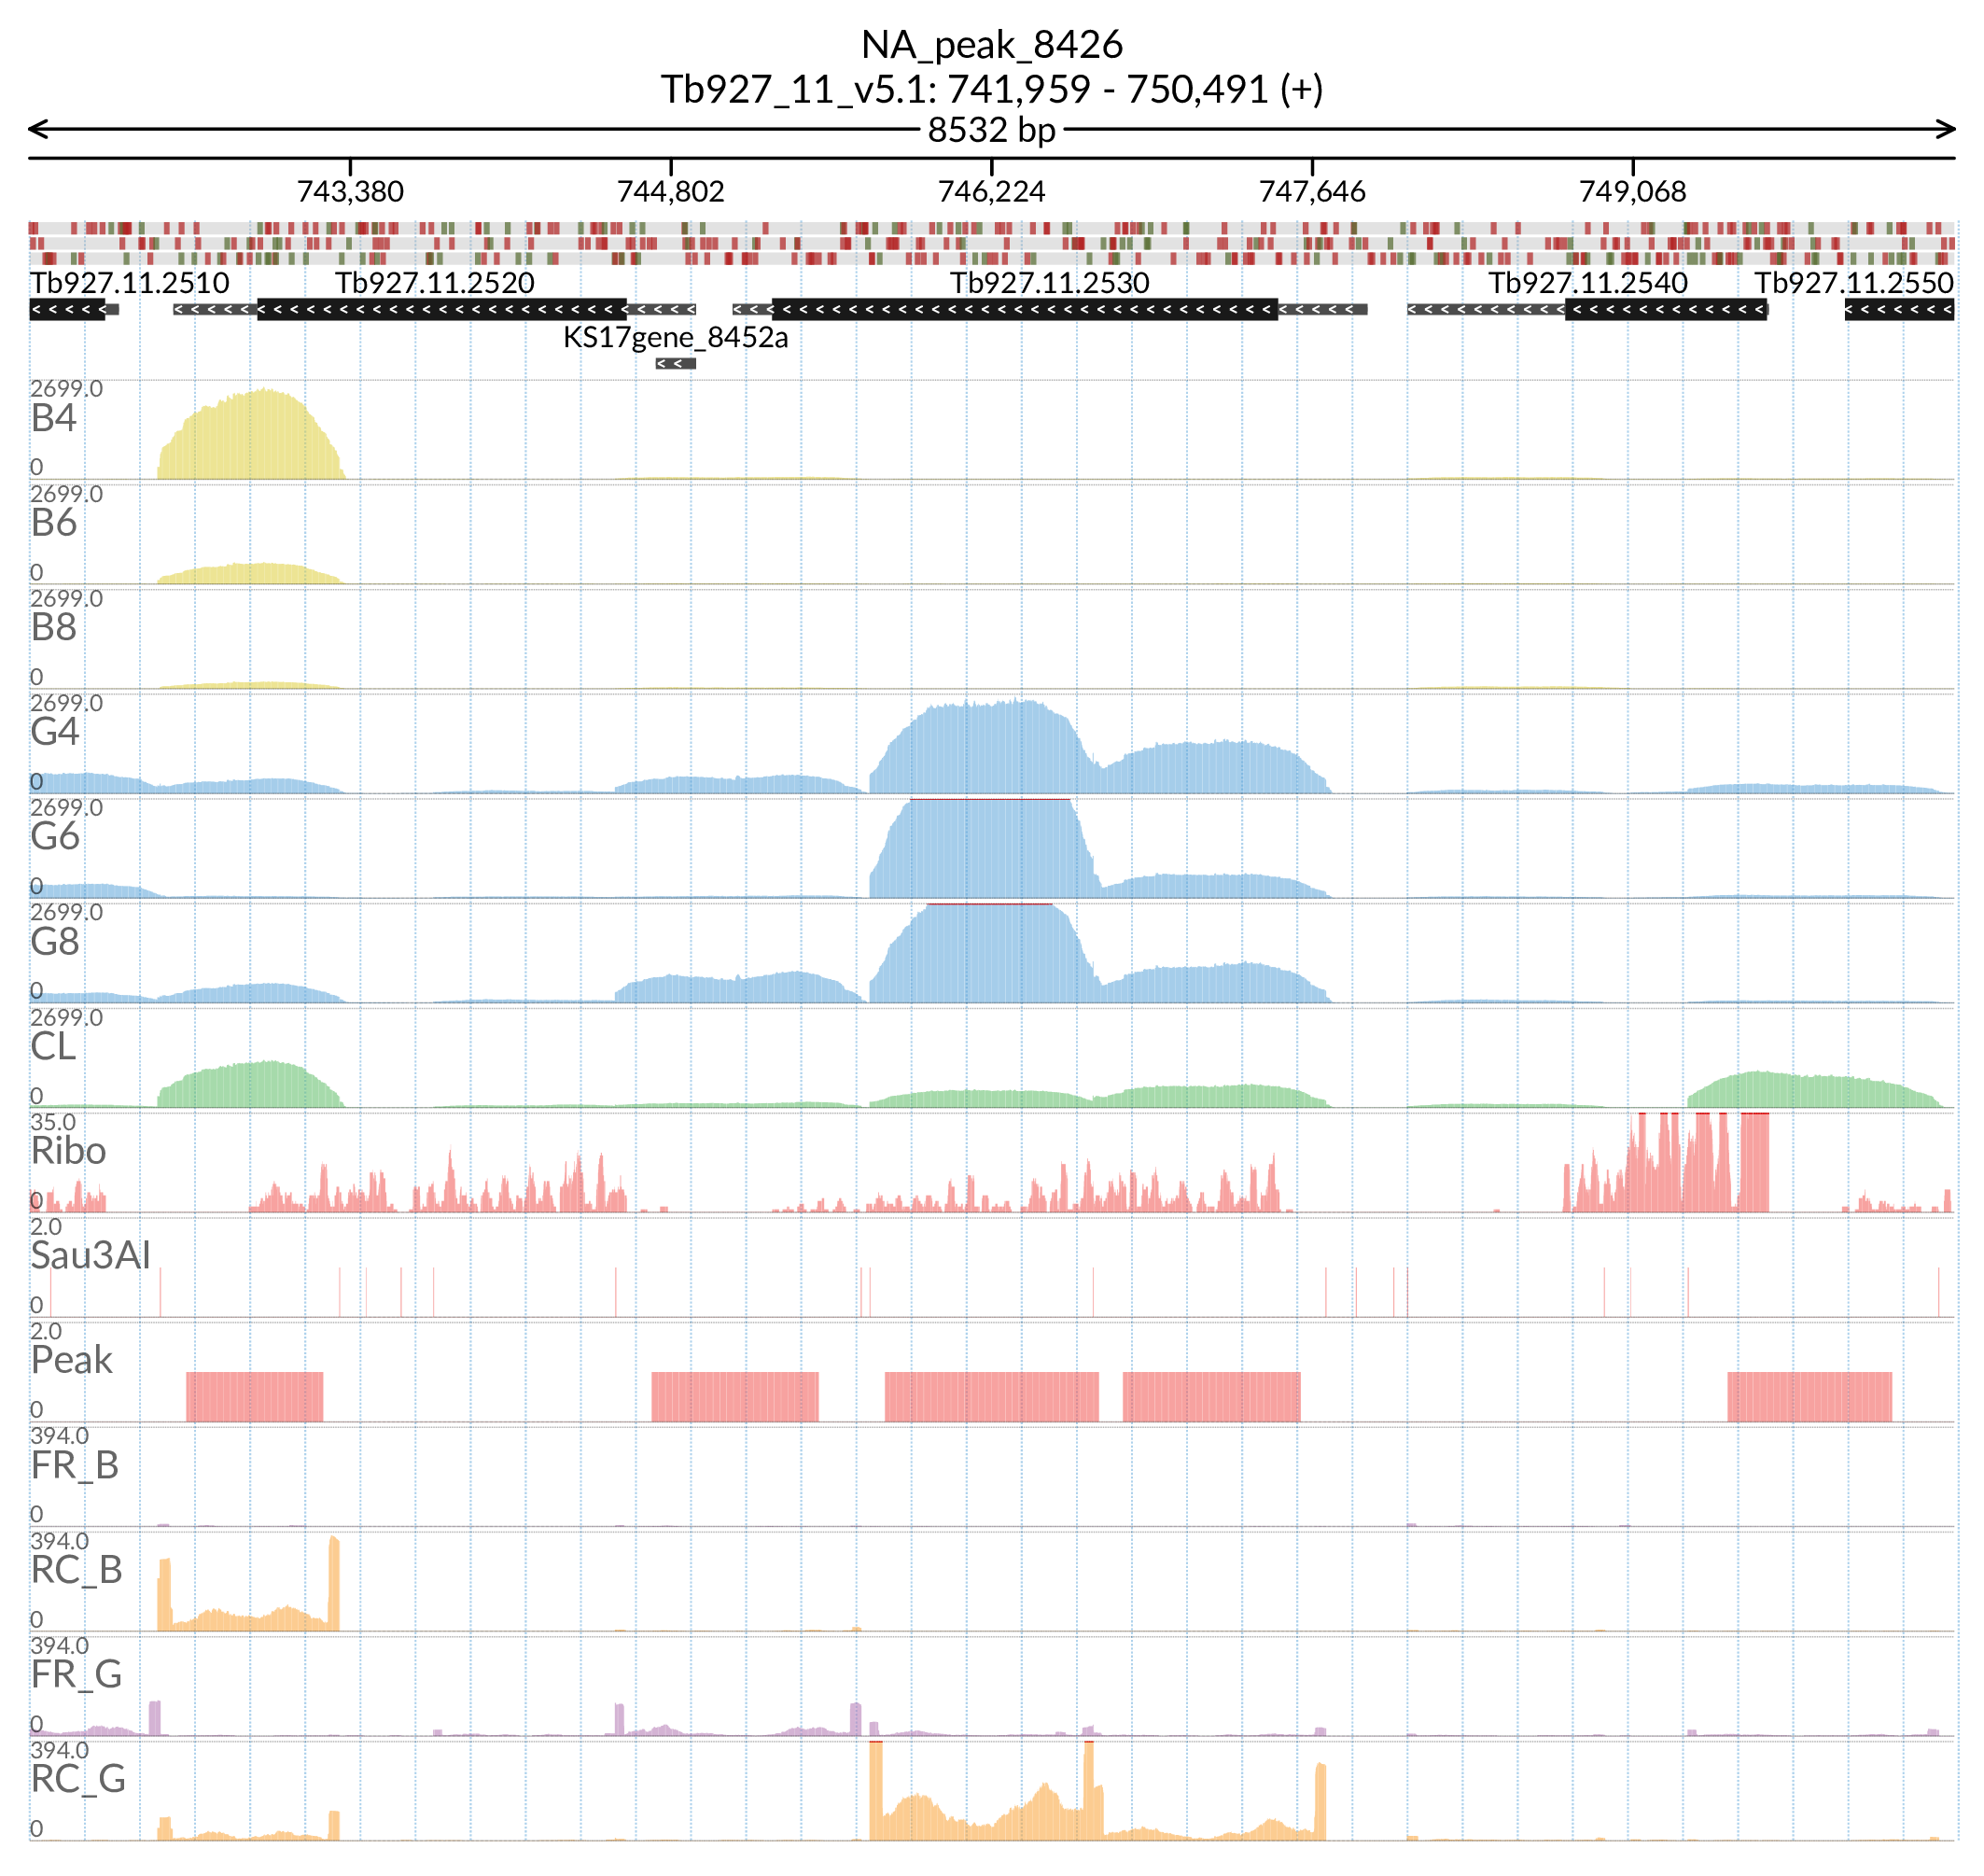 NA_peak_8426
Tb927_11_v5.1: 741,959 - 750,491 (+)
8532 bp
743,380 744,802 746,224 747,646 749,068
Tb927.11.2510 Tb927.11.2520 Tb927.11.2530 Tb927.11.2540 Tb927.11.2550
KS17gene_8452a
2699.0
B4
0
2699.0
B6
0
2699.0
B8
0
2699.0
G4
0
2699.0
G6
0
2699.0
G8
0
2699.0
CL
0
35.0
Ribo
0
2.0
Sau3AI
0
2.0
Peak
0
394.0
FR_B
0
394.0
RC_B
0
394.0
FR_G
0
394.0
RC_G
0